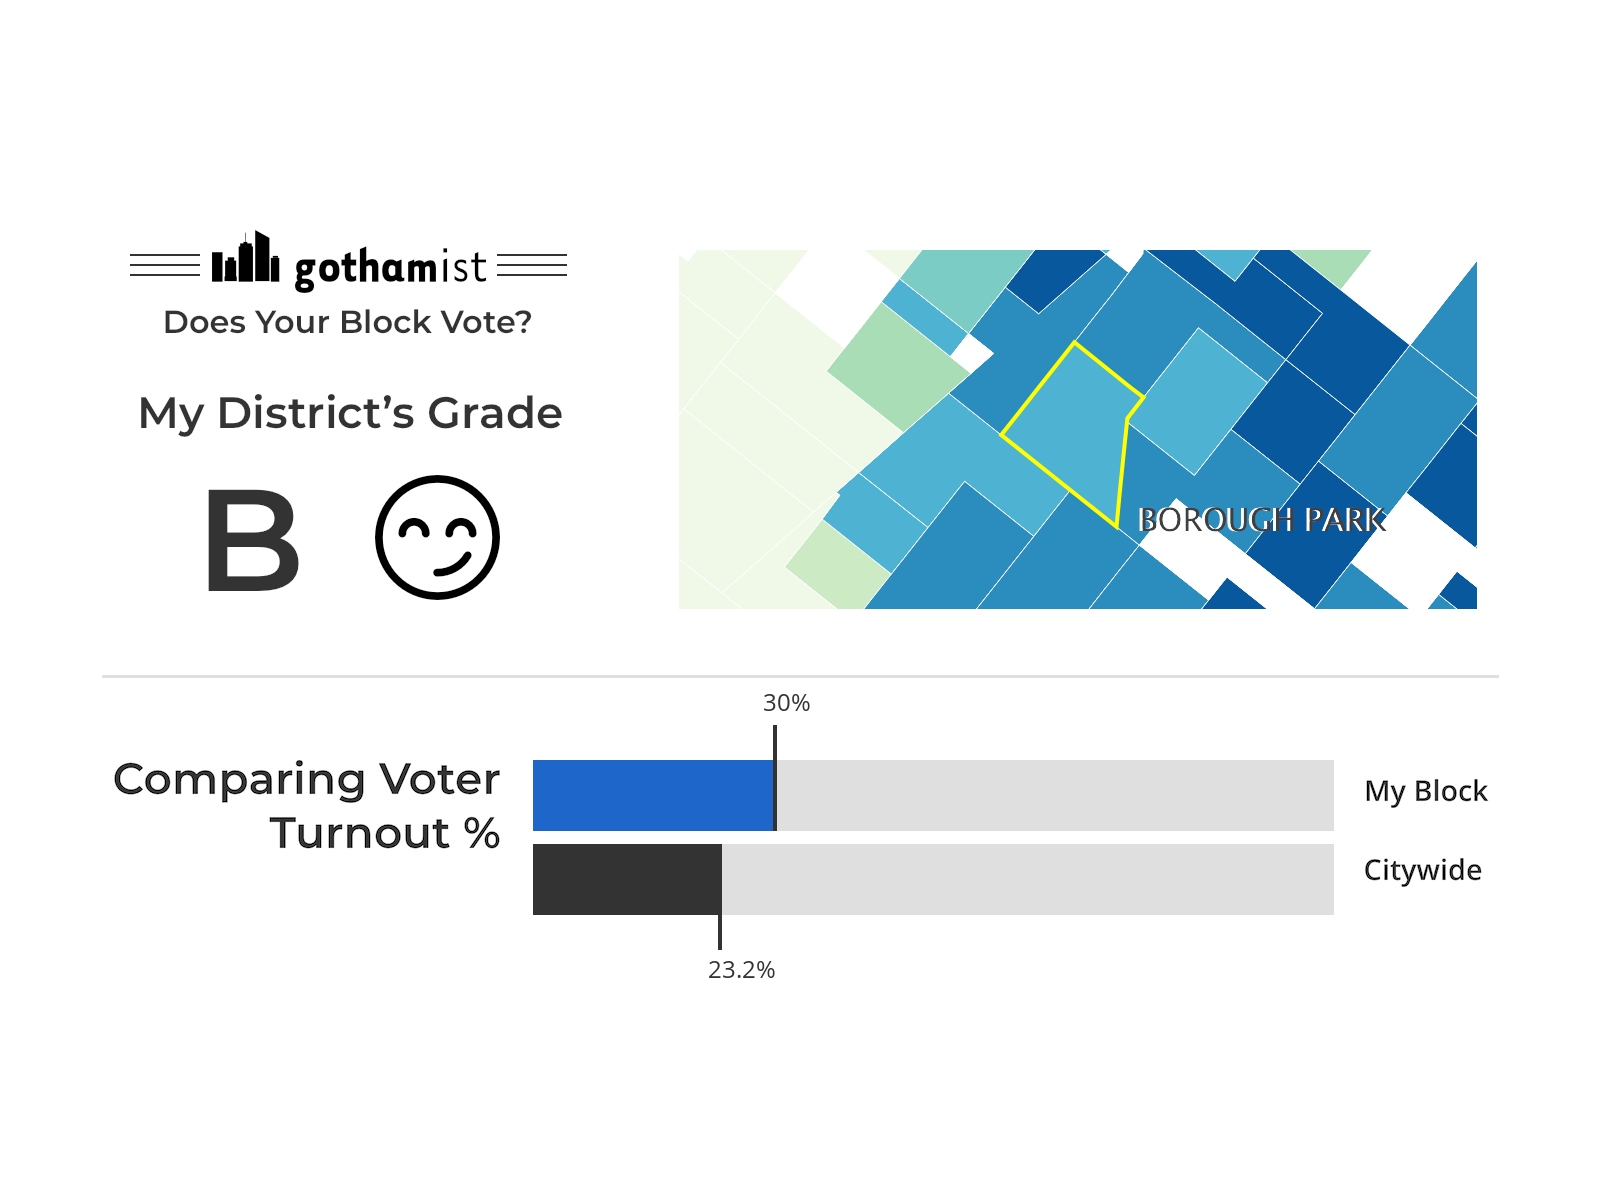 gothamist
Does Your Block Vote?
My District’s Grade
B
BOROUGH PARK
30%
Comparing Voter
Turnout %
My Block
Citywide
23.2%